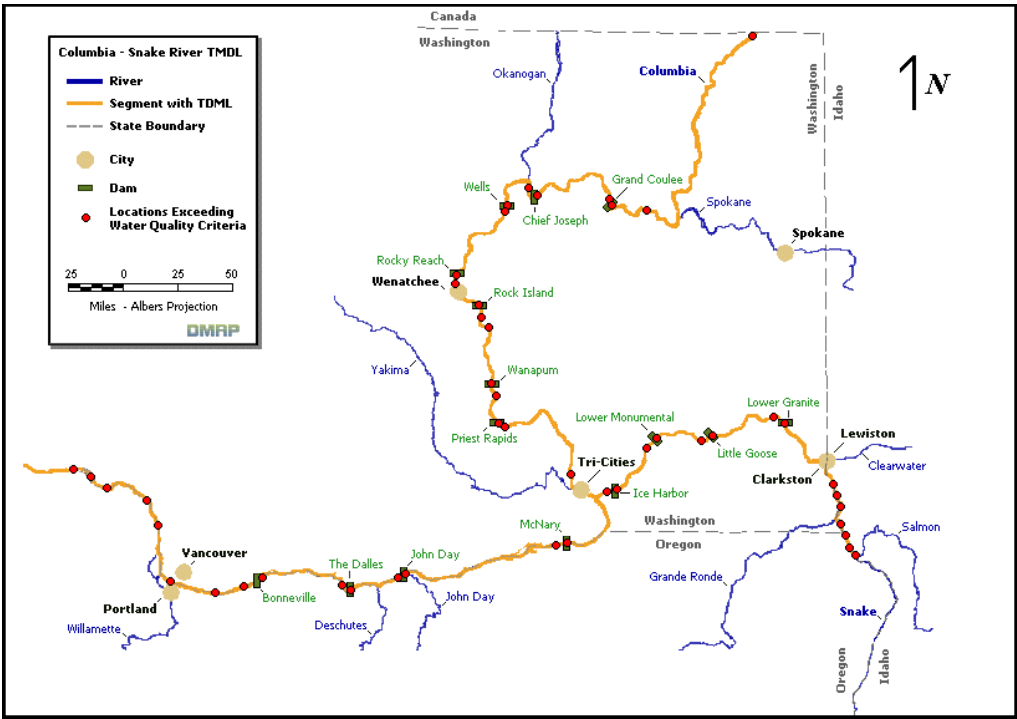 Canada
Washington
Columbia - Snake River TMDL
River
Segment with TDML
State Boundary
City
Dam
Locations Exceeding
Water Quality Criteria
25 0 25 50
Miles - Albers Projection
DMAP
Okanogan
Columbia
Washington
Idaho
N
Wells
Grand Coulee
Chief Joseph
Spokane
Spokane
Rocky Reach
Wenatchee
Rock Island
Yakima
Wanapum
Lower Granite
Lower Monumental
Priest Rapids
Lewiston
Little Goose
Tri-Cities
Clearwater
Clarkston
Ice Harbor
McNary
Washington
Oregon
Salmon
Vancouver
The Dalles
John Day
Grande Ronde
Bonneville
John Day
Portland
Snake
Willamette
Deschutes
Oregon
Idaho